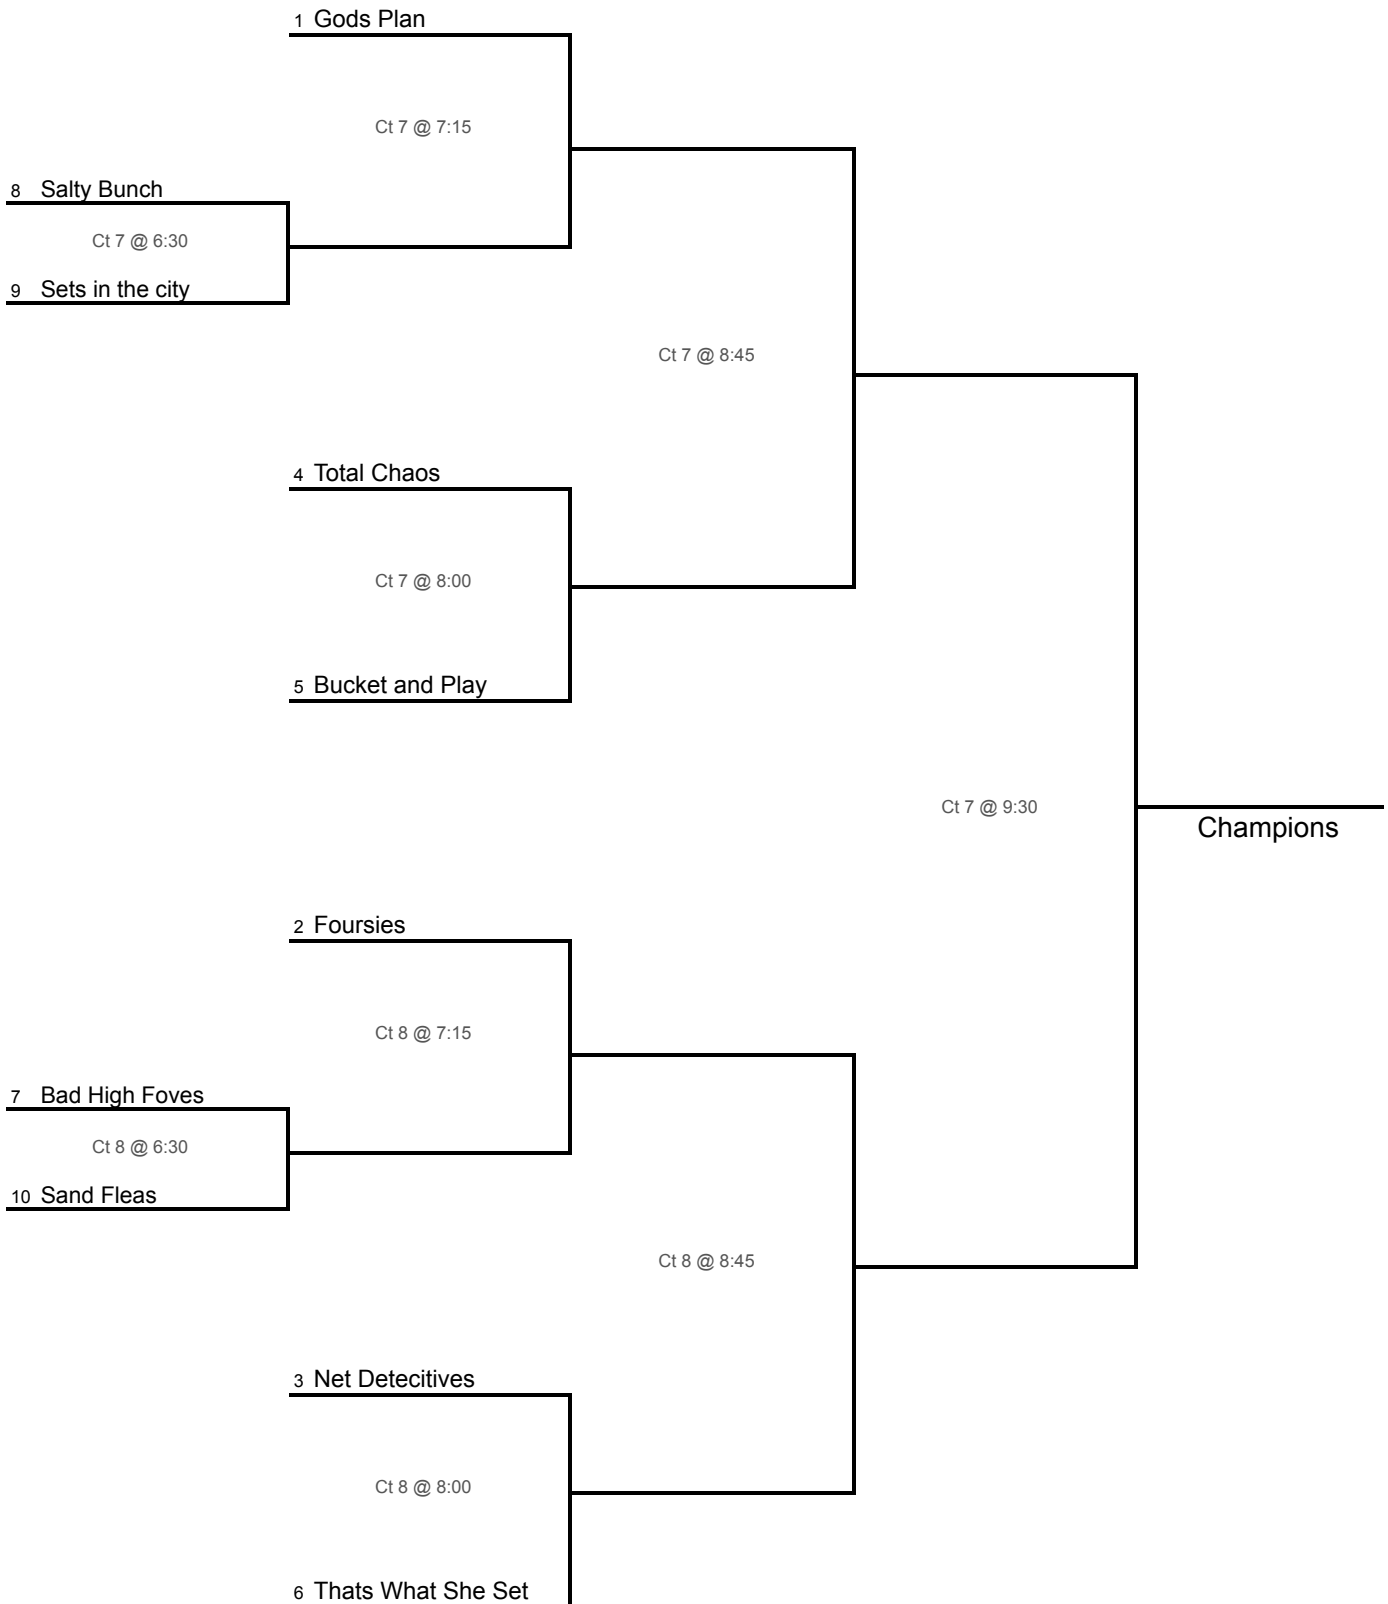 1 Gods Plan
Ct 7 @ 7:15
8 Salty Bunch
Ct 7 @ 6:30
9 Sets in the city
Ct 7 @ 8:45
4 Total Chaos
Ct 7 @ 8:00
5 Bucket and Play
Ct 7 @ 9:30
Champions
2 Foursies
Ct 8 @ 7:15
7 Bad High Foves
Ct 8 @ 6:30
10 Sand Fleas
Ct 8 @ 8:45
3 Net Detecitives
Ct 8 @ 8:00
6 Thats What She Set